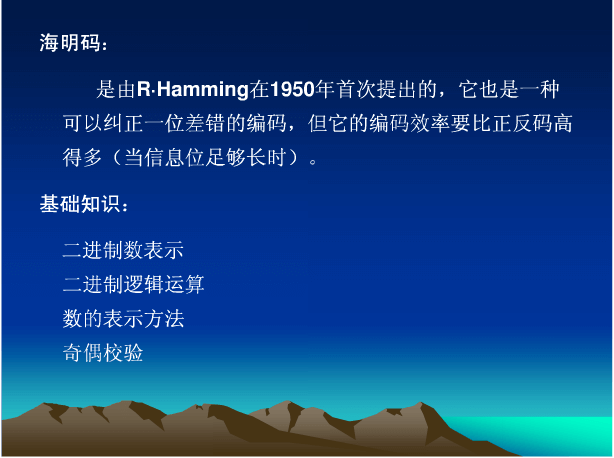 海明码：
是由R·Hamming在1950年首次提出的，它也是一种
可以纠正一位差错的编码，但它的编码效率要比正反码高
得多（当信息位足够长时）。
基础知识：
二进制数表示
二进制逻辑运算
数的表示方法
奇偶校验